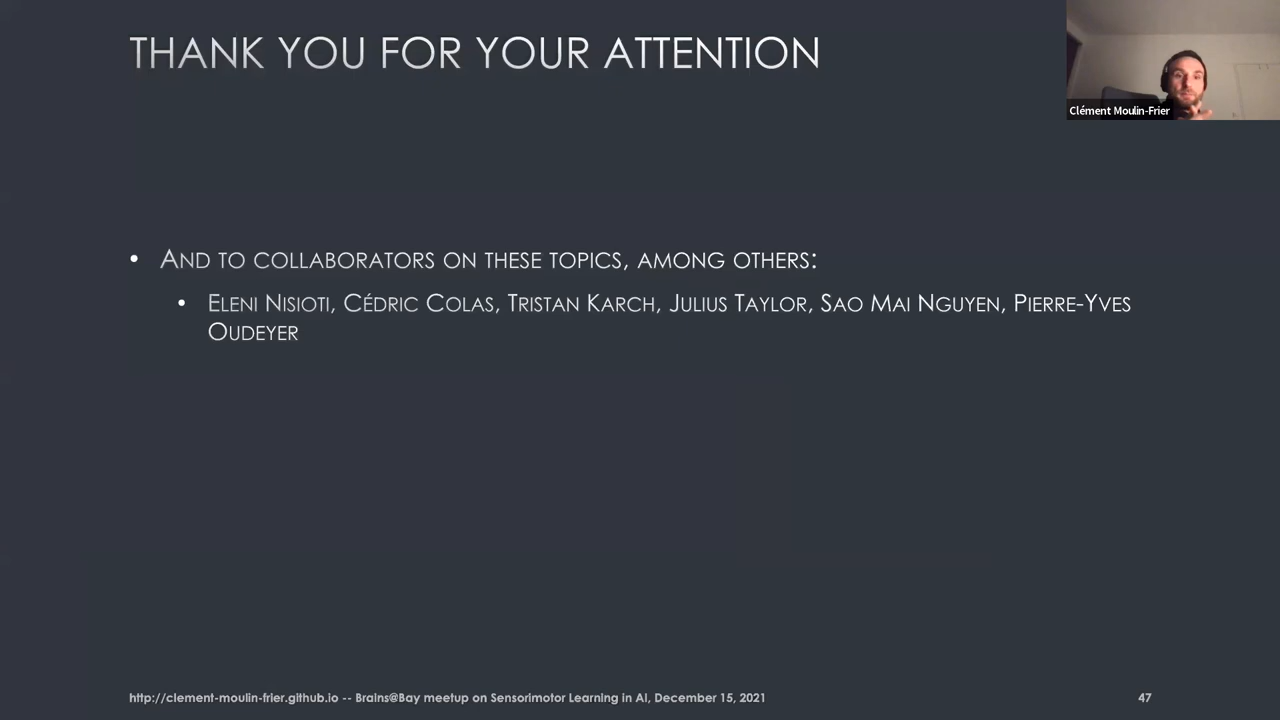 THANK YOU FOR YOUR ATTENTION
Clément Moulin-Frier
• AND TO COLLABORATORS ON THESE TOPICS, AMONG OTHERS:
• ELENI NISIOTI, CÉDRIC COLAS, TRISTAN KARCH, JULIUS TAYLOR, SAO MAI NGUYEN, PIERRE-YVES
OUDEYER
http://clement-moulin-frier.github.io -- Brains@Bay meetup on Sensorimotor Learning in AI, December 15, 2021
47